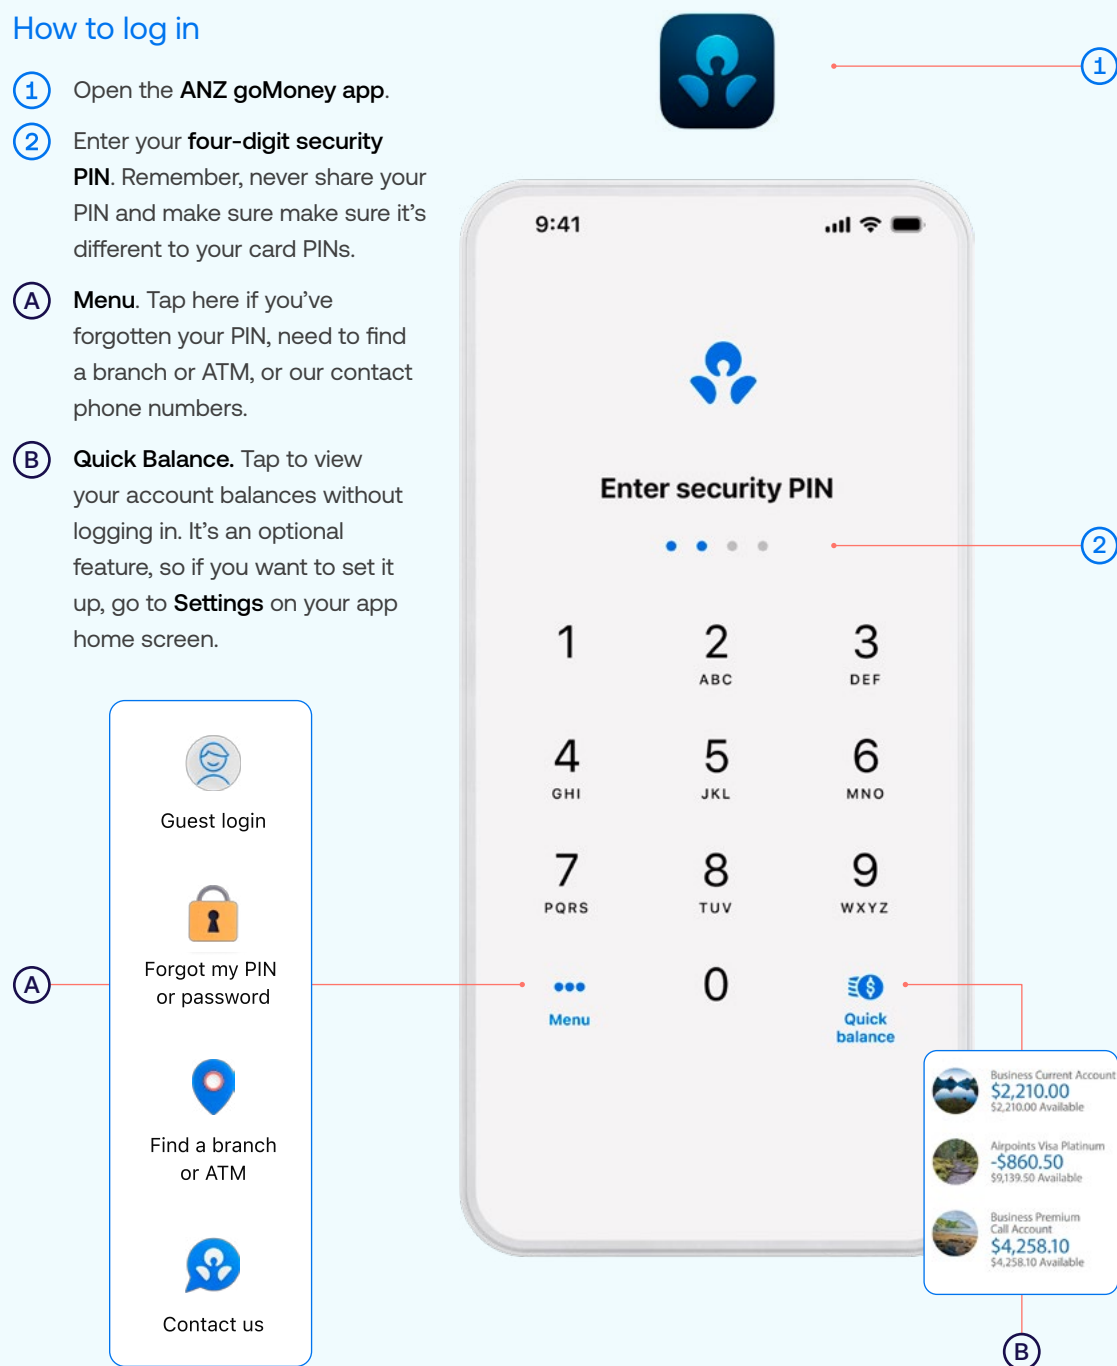 How to log in
1
Open the ANZ goMoney app.
2
Enter your four-digit security
PIN. Remember, never share your
PIN and make sure make sure it's
different to your card PINs.
A
Menu. Tap here if you've
forgotten your PIN, need to find
a branch or ATM, or our contact
phone numbers.
B
Quick Balance. Tap to view
your account balances without
logging in. It's an optional
feature, so if you want to set it
up, go to Settings on your app
home screen.
Guest login
Forgot my PIN
or password
Find a branch
or ATM
Contact us
A
1
9:41
Enter security PIN
2
1
2
ABC
3
DEF
4
GHI
5
JKL
6
MNO
7
PQRS
8
TUV
9
WXYZ
Menu
0
Quick
balance
Business Current Account
$2,210.00
$2,210.00 Available
Airpoints Visa Platinum
-$860.50
$9,139.50 Available
Business Premium
Call Account
$4,258.10
$4,258.10 Available
B